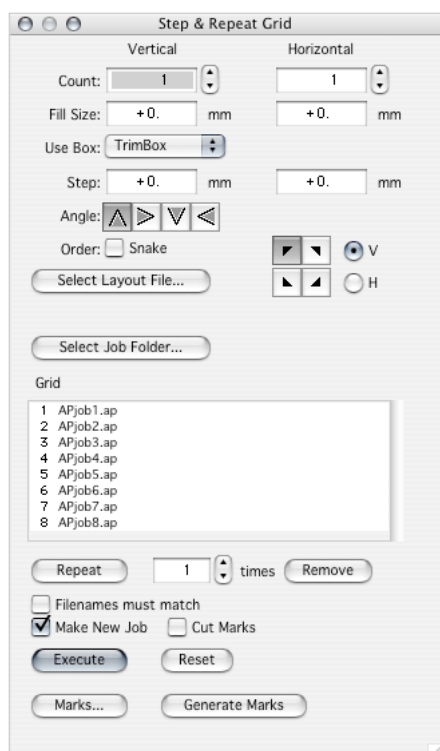 Step & Repeat Grid
Vertical Horizontal
Count: 1 1
Fill Size: +0. mm +0. mm
Use Box: TrimBox
Step: +0. mm +0. mm
Angle:
Order: Snake V
Select Layout File... H
Select Job Folder...
Grid
1 APjob1.ap
2 APjob2.ap
3 APjob3.ap
4 APjob4.ap
5 APjob5.ap
6 APjob6.ap
7 APjob7.ap
8 APjob8.ap
Repeat 1 times Remove
Filenames must match
Make New Job Cut Marks
Execute Reset
Marks... Generate Marks